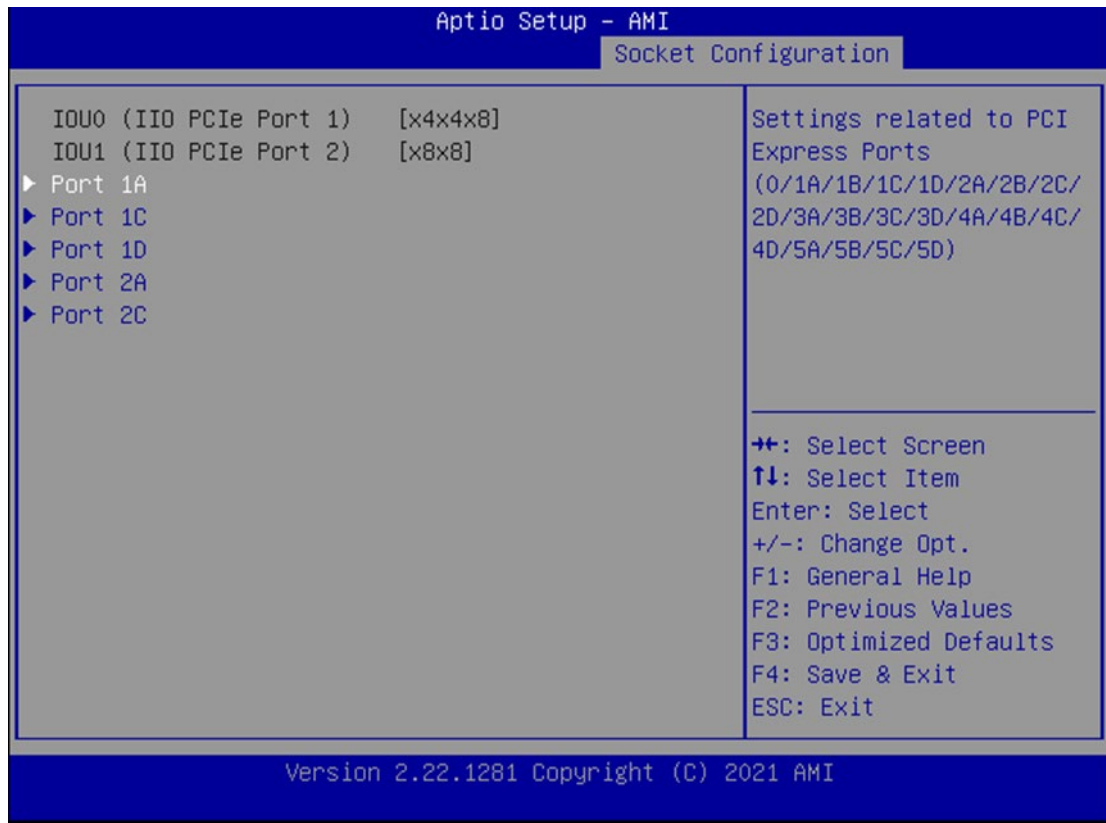 Aptio Setup – AMI
Socket Configuration
IOU0 (IIO PCIe Port 1) [x4x4x8]
IOU1 (IIO PCIe Port 2) [x8x8]
▶ Port 1A
▶ Port 1C
▶ Port 1D
▶ Port 2A
▶ Port 2C
Settings related to PCI
Express Ports
(0/1A/1B/1C/1D/2A/2B/2C/
2D/3A/3B/3C/3D/4A/4B/4C/
4D/5A/5B/5C/5D)
→←: Select Screen
↑↓: Select Item
Enter: Select
+/-: Change Opt.
F1: General Help
F2: Previous Values
F3: Optimized Defaults
F4: Save & Exit
ESC: Exit
Version 2.22.1281 Copyright (C) 2021 AMI